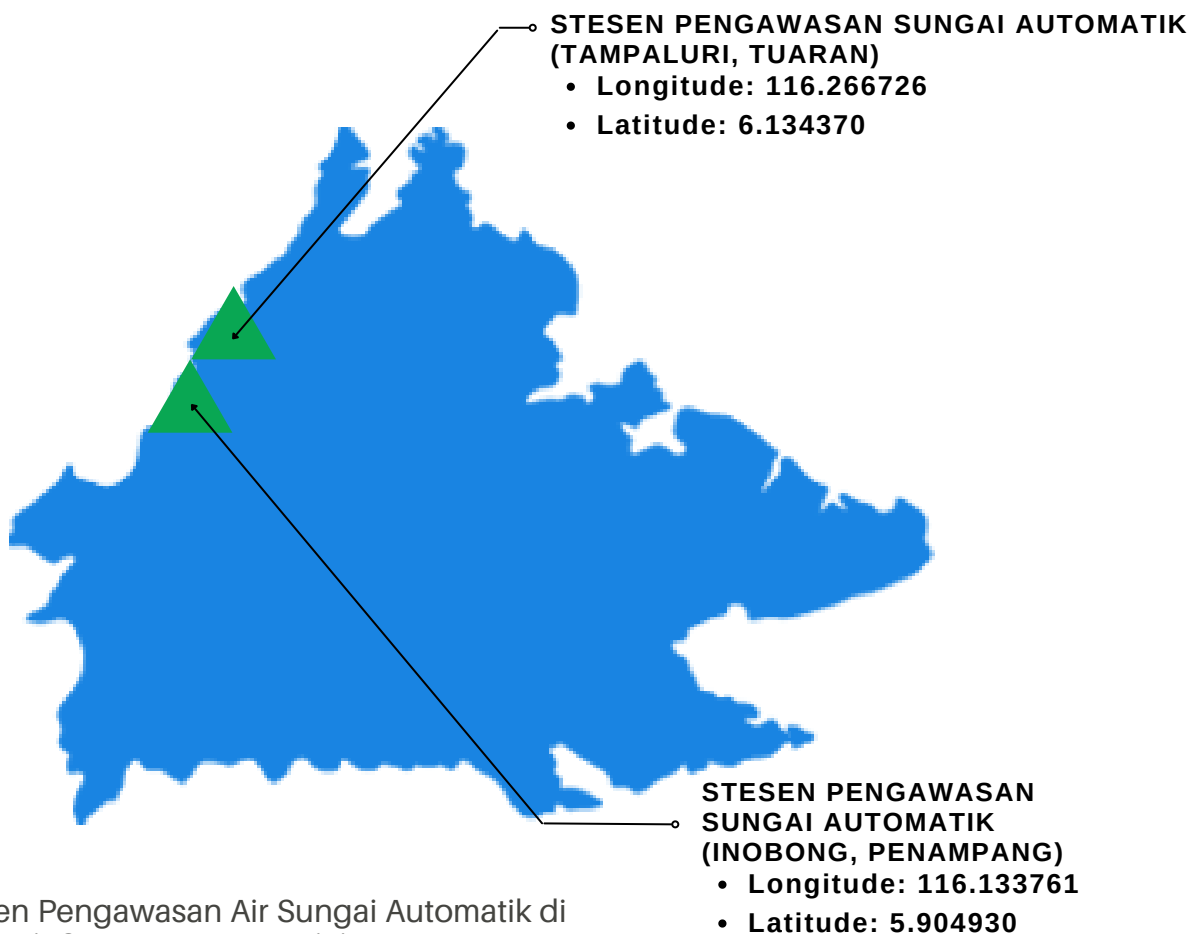 STESEN PENGAWASAN SUNGAI AUTOMATIK
(TAMPALURI, TUARAN)
• Longitude: 116.266726
• Latitude: 6.134370
STESEN PENGAWASAN
SUNGAI AUTOMATIK
(INOBONG, PENAMPANG)
• Longitude: 116.133761
• Latitude: 5.904930
en Pengawasan Air Sungai Automatik di